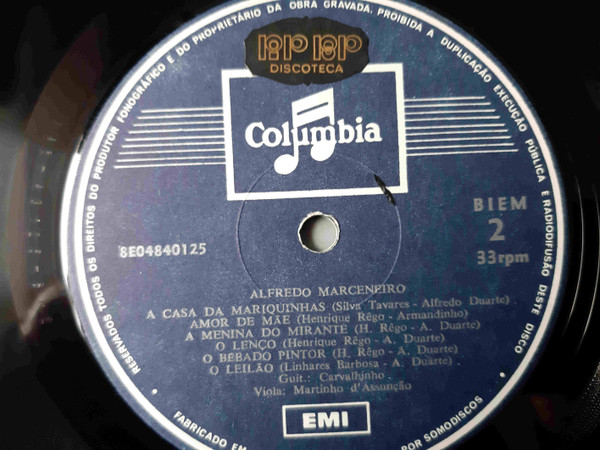 RESERVADOS TODOS OS DIREITOS DO PRODUTOR FONOGRÁFICO E DO PROPRIETÁRIO DA OBRA GRAVADA. PROIBIDA A DUPLICAÇÃO EXECUÇÃO PÚBLICA E RADIODIFUSÃO DESTE DISCO
POP POP
DISCOTECA
Columbia
BIEM
2
33rpm
8E04840125
ALFREDO MARCENEIRO
A CASA DA MARIQUINHAS (Silva Tavares - Alfredo Duarte) .
AMOR DE MÃE (Henrique Rêgo - Armandinho)
A MENINA DO MIRANTE (H. Rêgo - A. Duarte)
O LENÇO (Henrique Rêgo - A. Duarte)
O BÊBADO PINTOR (H. Rêgo - A. Duarte)
O LEILÃO (Linhares Barbosa - A. Duarte) .
Guit.: Carvalhinho .
Viola: Martinho d'Assunção
EMI
FABRICADO EM
POR SOMODISCOS